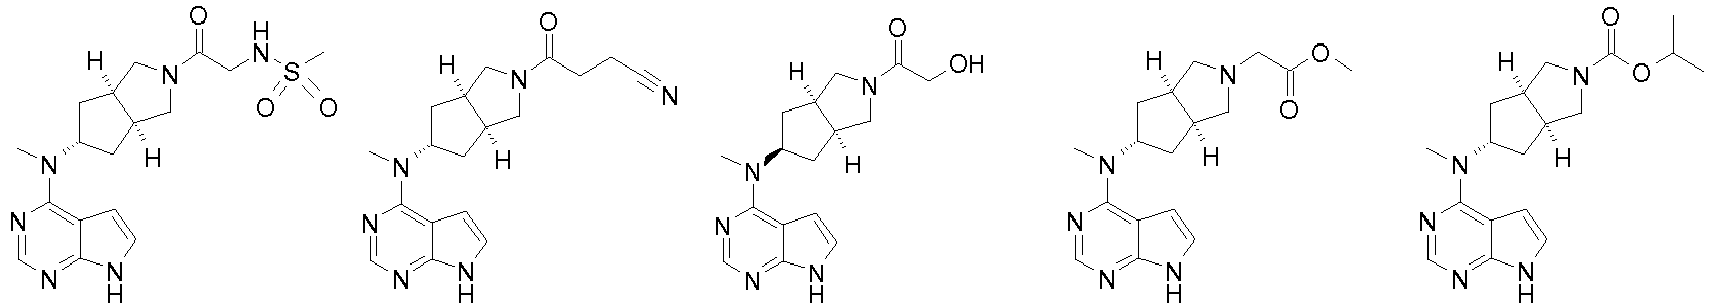 O H N S O O H N H N N N N H
O N H N H N N N N H
O OH H N H N N N N H
O O H N H N N N N H
O O H N H N N N N H